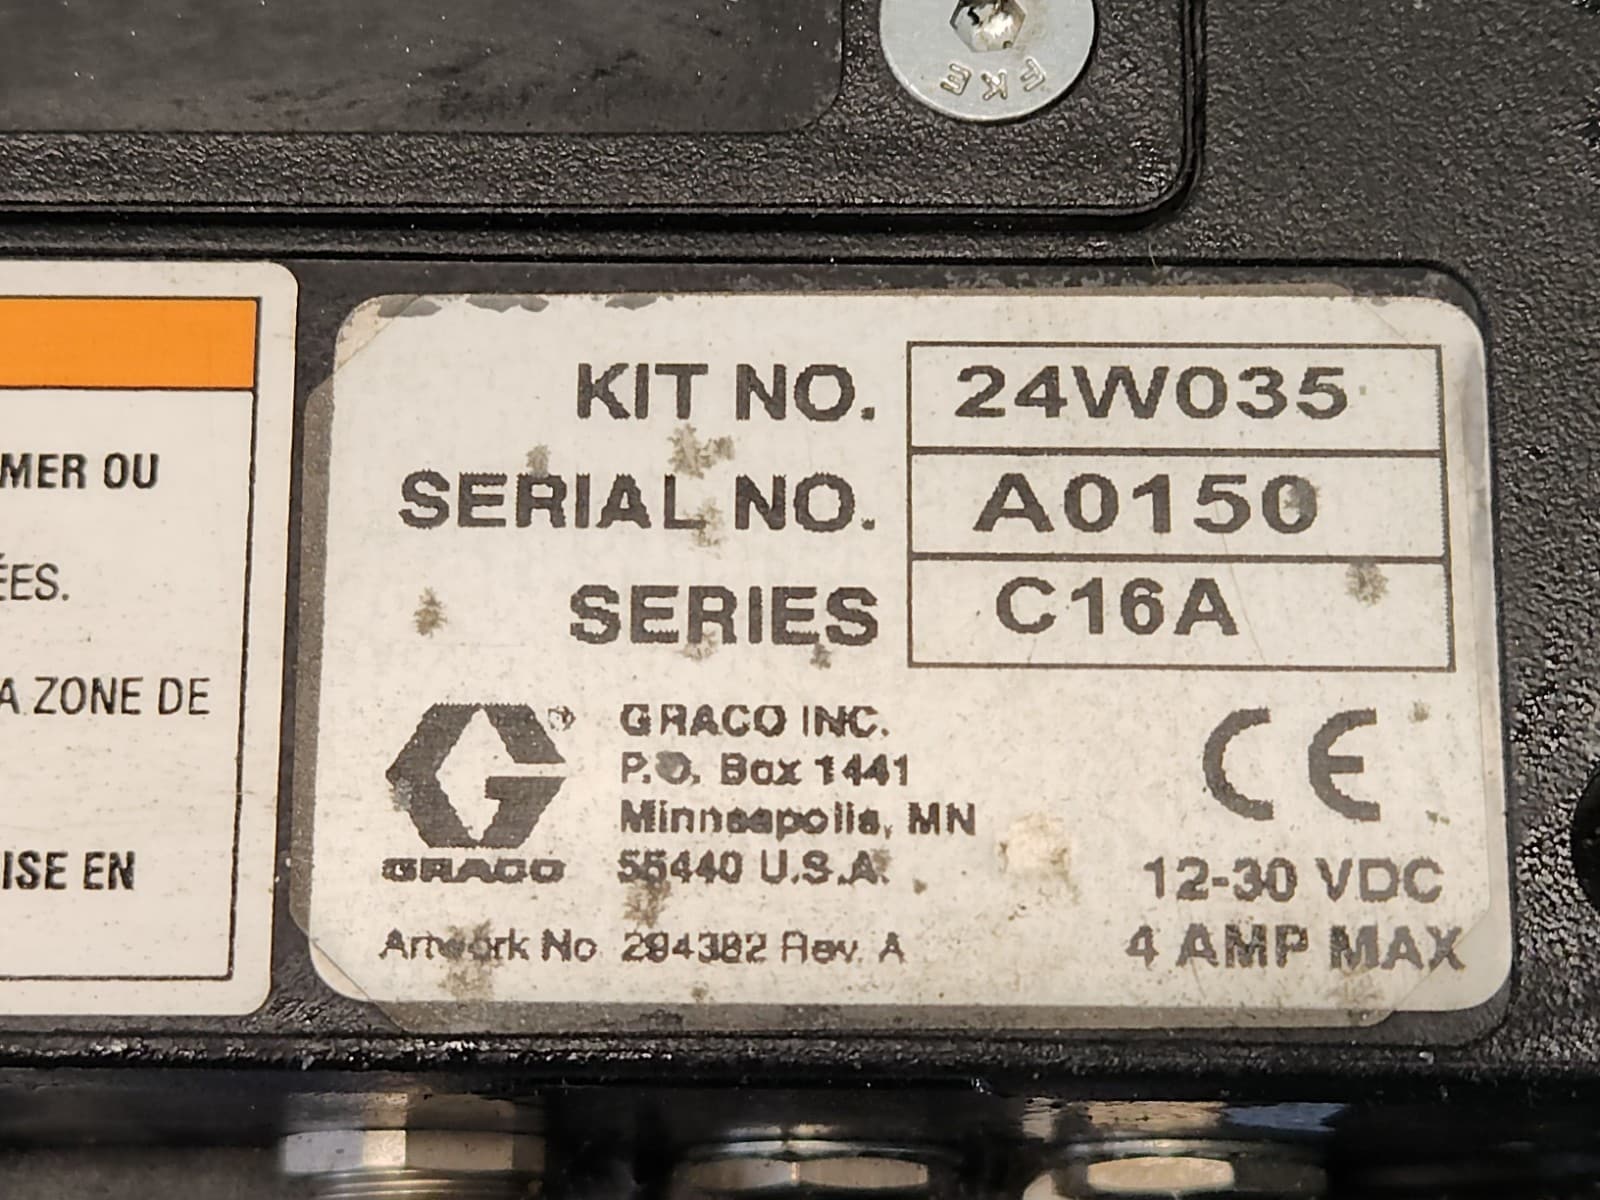 FKE
MER OU
ÉES.
A ZONE DE
ISE EN
KIT NO. 24W035
SERIAL NO. A0150
SERIES C16A
GRACO
GRACO INC.
P.O. Box 1441
Minneapolis, MN
55440 U.S.A.
CE
12-30 VDC
4 AMP MAX
Artwork No 294382 Rev. A